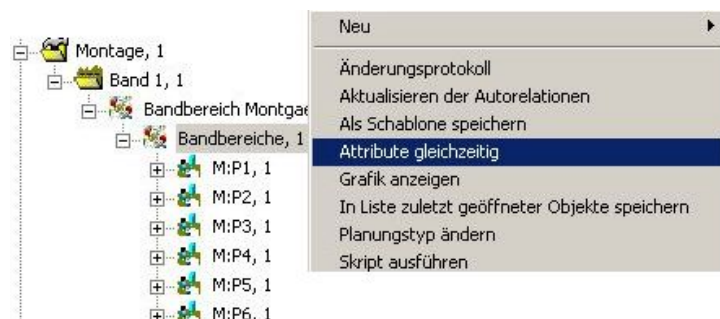 Montage, 1
Band 1, 1
Bandbereich Montgae
Bandbereiche, 1
M:P1, 1
M:P2, 1
M:P3, 1
M:P4, 1
M:P5, 1
M:P6, 1
Neu
Änderungsprotokoll
Aktualisieren der Autorelationen
Als Schablone speichern
Attribute gleichzeitig
Grafik anzeigen
In Liste zuletzt geöffneter Objekte speichern
Planungstyp ändern
Skript ausführen